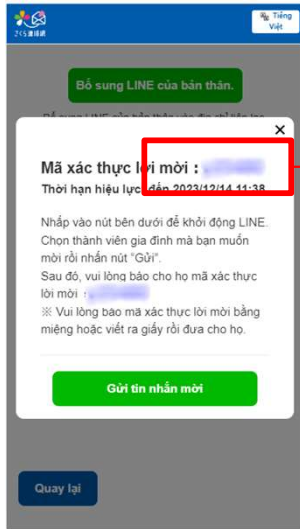 さくら連絡網
Tiếng
Việt
Bổ sung LINE của bản thân.
Mã xác thực lời mời :
Thời hạn hiệu lực đến 2023/12/14 11:38
Nhấp vào nút bên dưới để khởi động LINE.
Chọn thành viên gia đình mà bạn muốn
mời rồi nhấn nút "Gửi".
Sau đó, vui lòng báo cho họ mã xác thực
lời mời :
※ Vui lòng bao mã xác thực lời mời bằng
miệng hoặc viết ra giấy rồi đưa cho họ.
Gửi tin nhắn mời
Quay lại